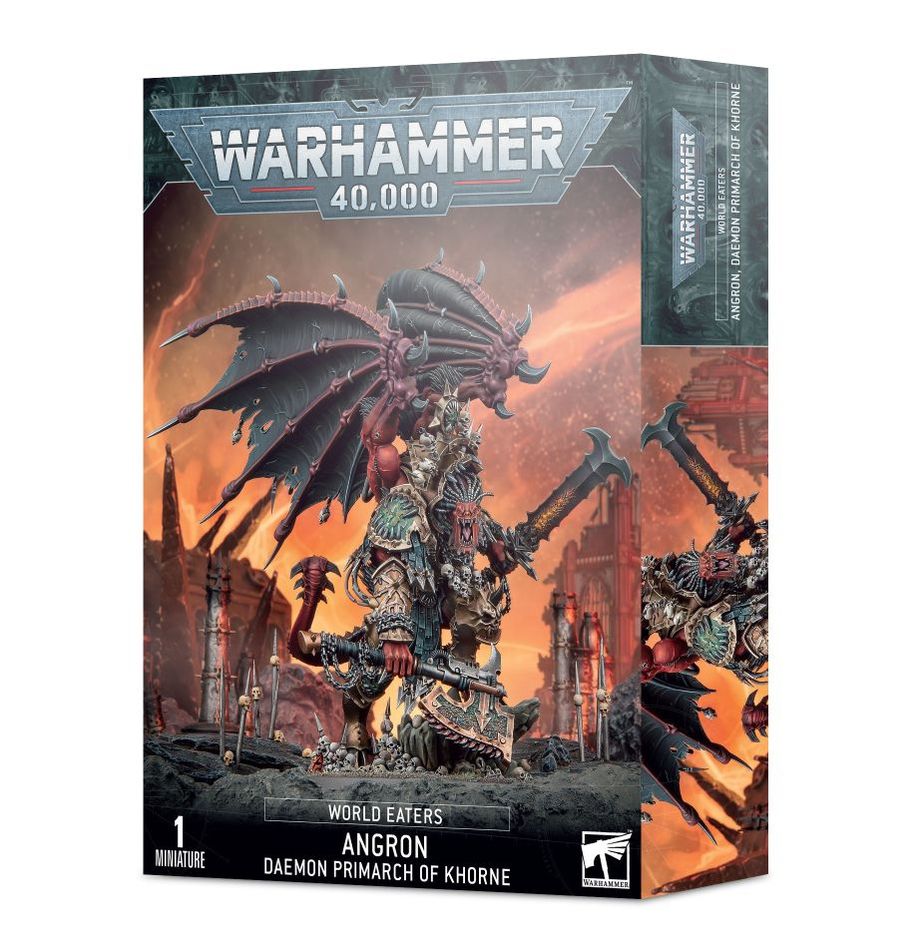 WARHAMMER
40,000
™
WORLD EATERS
ANGRON
DAEMON PRIMARCH OF KHORNE
1
MINIATURE
WARHAMMER
WARHAMMER
40,000
WORLD EATERS
ANGRON, DAEMON PRIMARCH OF KHORNE